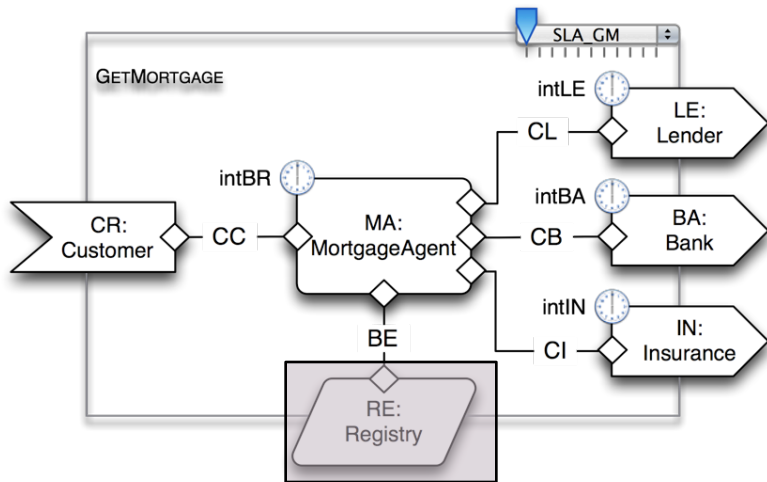 SLA_GM
GETMORTGAGE
intLE
LE:
Lender
CL
intBR
intBA
CR:
Customer
CC
MA:
MortgageAgent
CB
BA:
Bank
intIN
BE
CI
IN:
Insurance
RE:
Registry